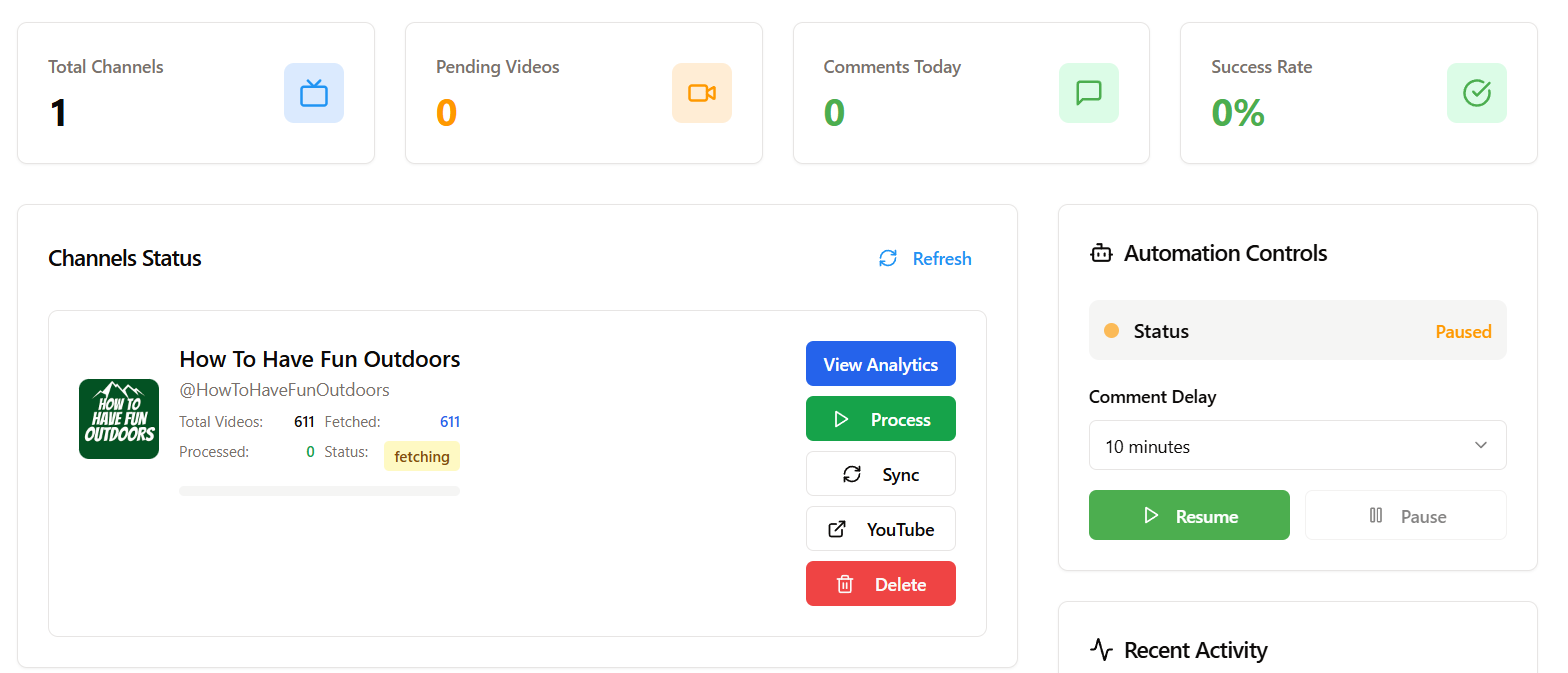 Total Channels
1
Pending Videos
0
Comments Today
0
Success Rate
0%
Channels Status
Refresh
HOW TO
HAVE FUN
OUTDOORS
How To Have Fun Outdoors
@HowToHaveFunOutdoors
Total Videos: 611 Fetched: 611
Processed: 0 Status: fetching
View Analytics
Process
Sync
YouTube
Delete
Automation Controls
Status Paused
Comment Delay
10 minutes
Resume Pause
Recent Activity